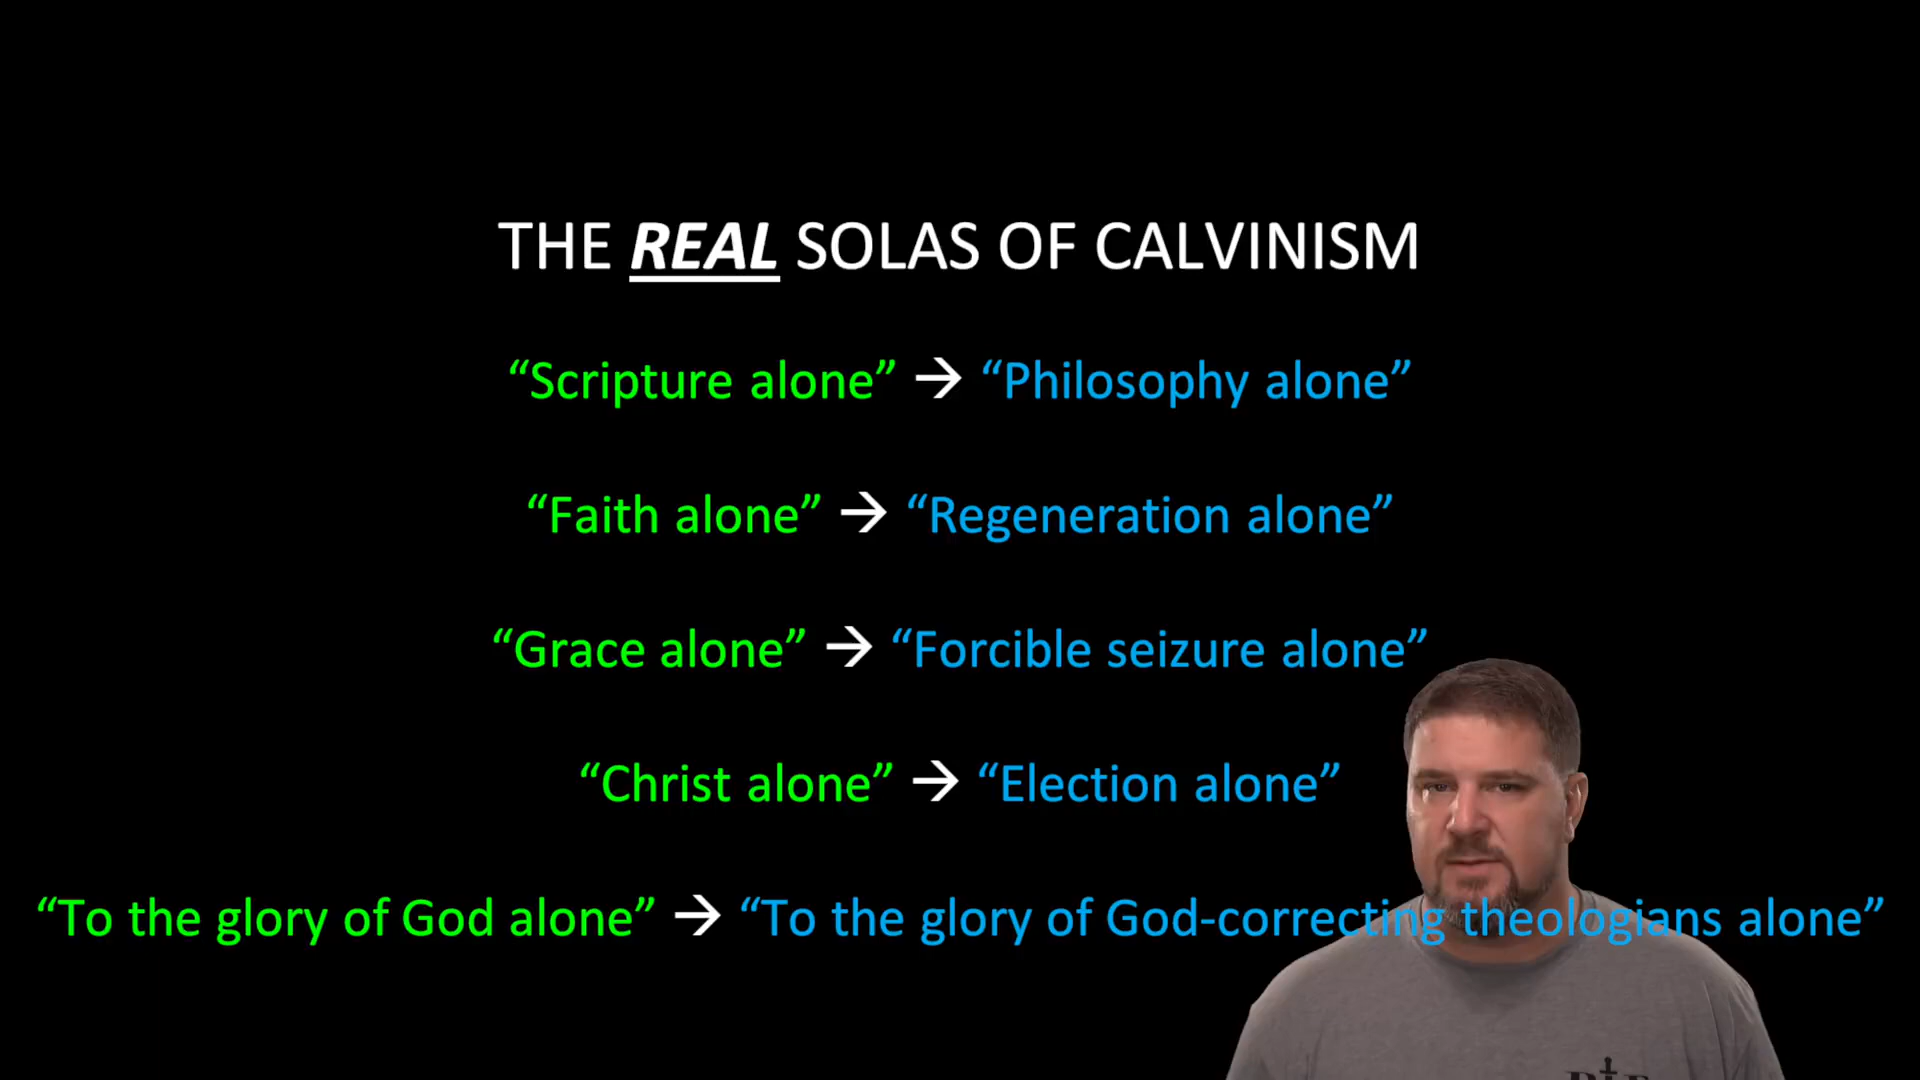 THE REAL SOLAS OF CALVINISM
“Scripture alone” → “Philosophy alone”
“Faith alone” → “Regeneration alone”
“Grace alone” → “Forcible seizure alone”
“Christ alone” → “Election alone”
“To the glory of God alone” → “To the glory of God-correcting theologians alone”